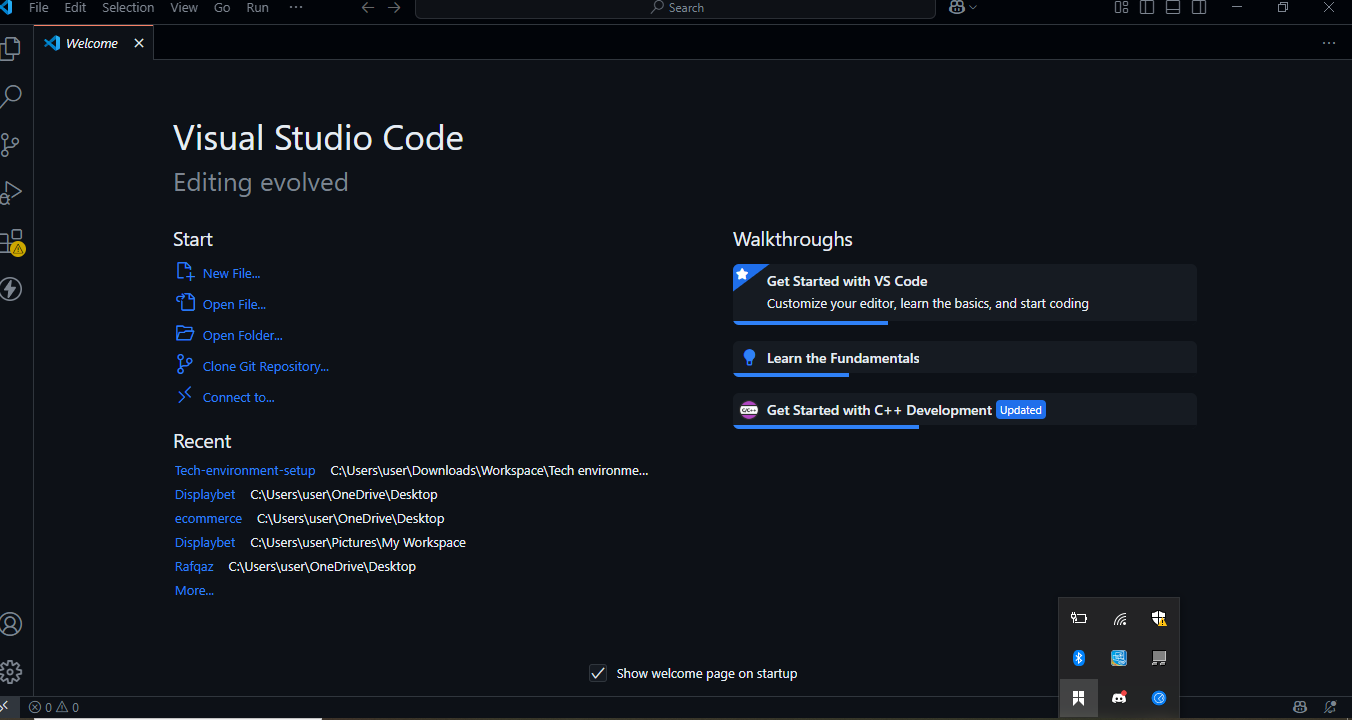 File Edit Selection View Go Run ···
Search
Welcome
Visual Studio Code
Editing evolved
Start
New File...
Open File...
Open Folder...
Clone Git Repository...
Connect to...
Recent
Tech-environment-setup C:\Users\user\Downloads\Workspace\Tech environme...
Displaybet C:\Users\user\OneDrive\Desktop
ecommerce C:\Users\user\OneDrive\Desktop
Displaybet C:\Users\user\Pictures\My Workspace
Rafqaz C:\Users\user\OneDrive\Desktop
More...
Walkthroughs
Get Started with VS Code
Customize your editor, learn the basics, and start coding
Learn the Fundamentals
C/C++ Get Started with C++ Development Updated
Show welcome page on startup
0 0